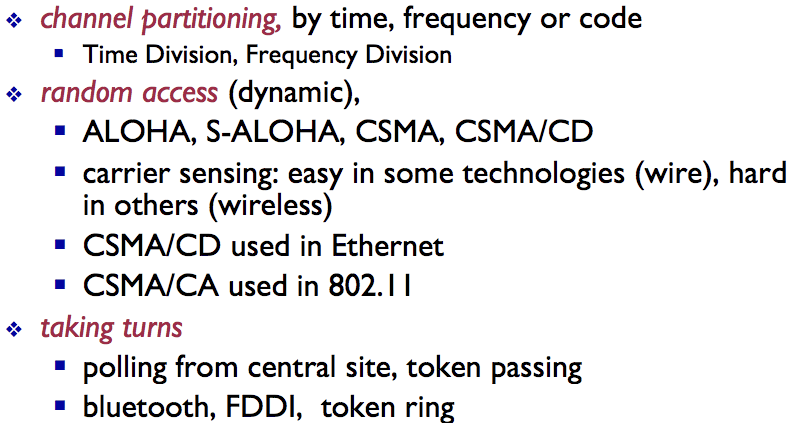 ❖ channel partitioning, by time, frequency or code
▪ Time Division, Frequency Division
❖ random access (dynamic),
▪ ALOHA, S-ALOHA, CSMA, CSMA/CD
▪ carrier sensing: easy in some technologies (wire), hard
in others (wireless)
▪ CSMA/CD used in Ethernet
▪ CSMA/CA used in 802.11
❖ taking turns
▪ polling from central site, token passing
▪ bluetooth, FDDI, token ring